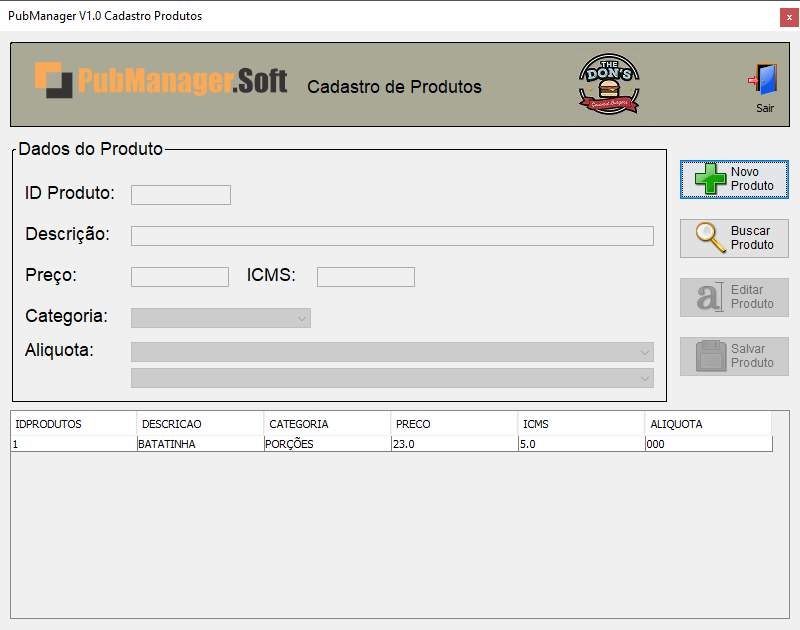 PubManager V1.0 Cadastro Produtos
x
PubManager.Soft
Cadastro de Produtos
THE
DON'S
Gourmet Burgers
Sair
Dados do Produto
ID Produto:
Descrição:
Preço:
ICMS:
Categoria:
Aliquota:
Novo
Produto
Buscar
Produto
a
Editar
Produto
Salvar
Produto
IDPRODUTOS DESCRICAO CATEGORIA PRECO ICMS ALIQUOTA
1 BATATINHA PORÇÕES 23.0 5.0 000